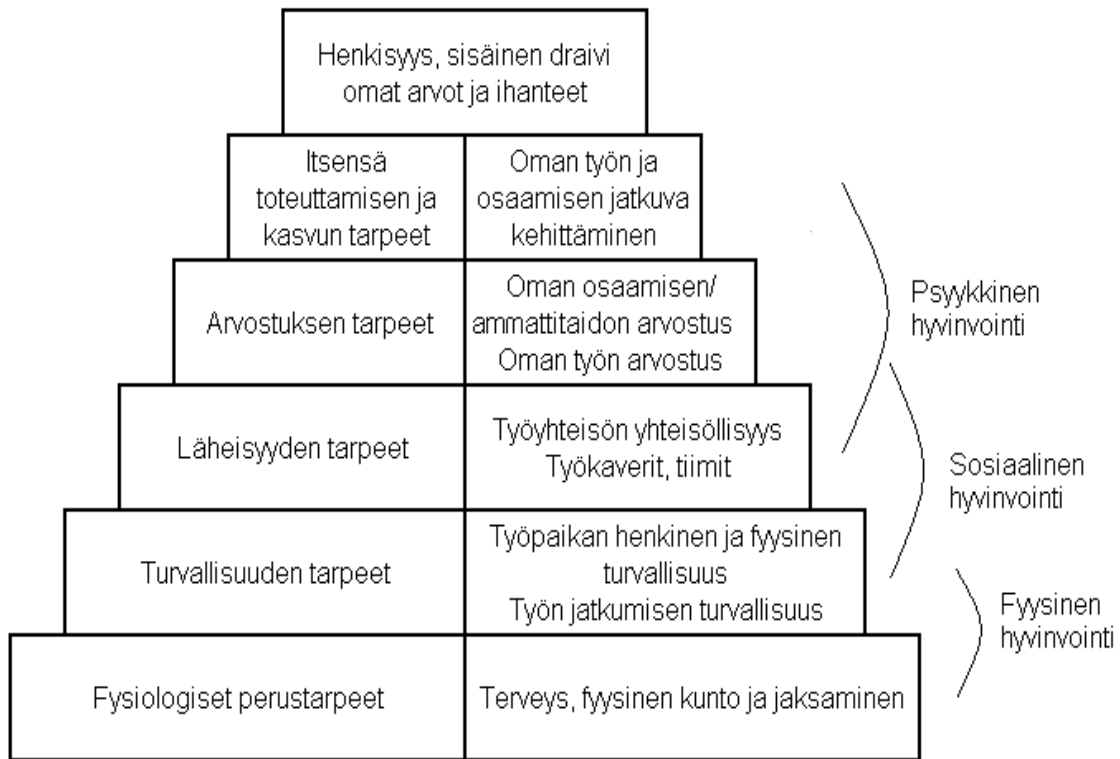 Henkisyys, sisäinen draivi
omat arvot ja ihanteet
Itsensä
toteuttamisen ja
kasvun tarpeet
Oman työn ja
osaamisen jatkuva
kehittäminen
Arvostuksen tarpeet
Oman osaamisen/
ammattitaidon arvostus
Oman työn arvostus
Psyykkinen
hyvinvointi
Läheisyyden tarpeet
Työyhteisön yhteisöllisyys
Työkaverit, tiimit
Sosiaalinen
hyvinvointi
Turvallisuuden tarpeet
Työpaikan henkinen ja fyysinen
turvallisuus
Työn jatkumisen turvallisuus
Fyysinen
hyvinvointi
Fysiologiset perustarpeet
Terveys, fyysinen kunto ja jaksaminen